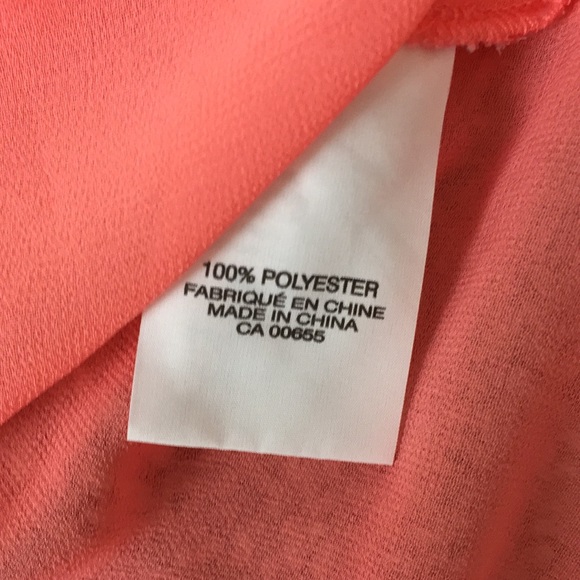 100% POLYESTER
FABRIQUÉ EN CHINE
MADE IN CHINA
CA 00655